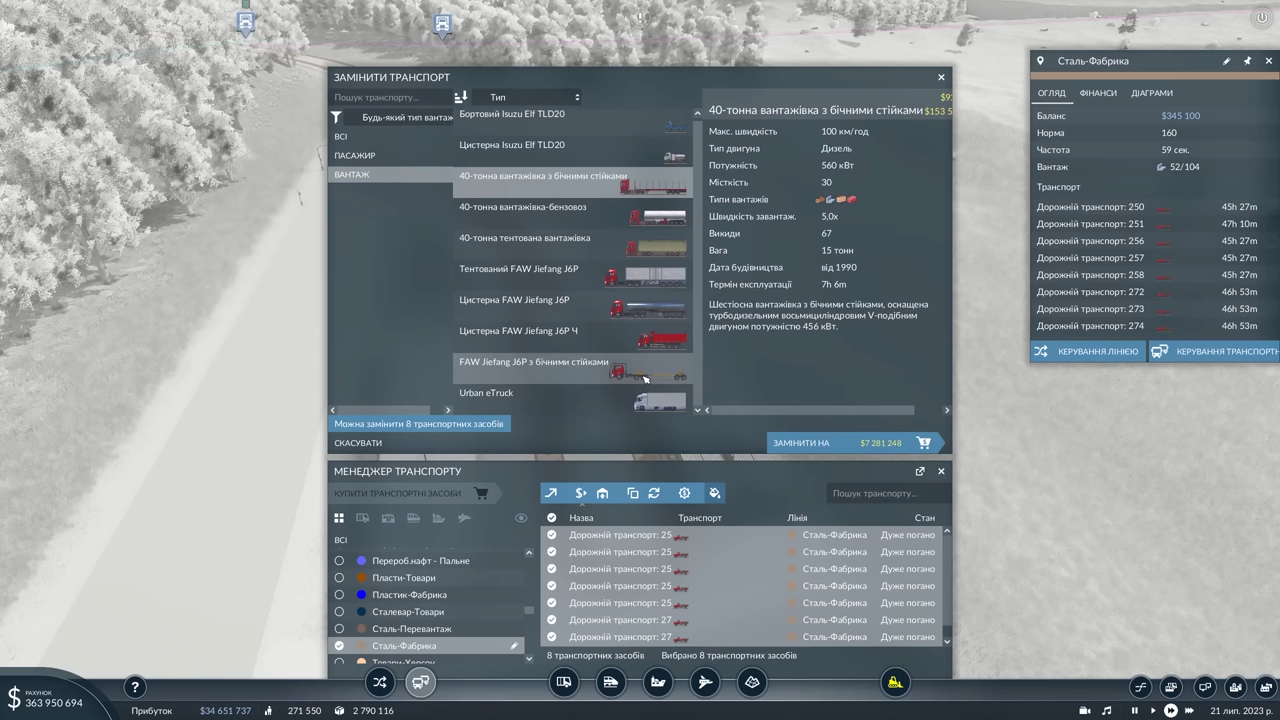 ЗАМІНИТИ ТРАНСПОРТ
Пошук транспорту...
Тип
Будь-який тип вантаж
ВСІ
ПАСАЖИР
ВАНТАЖ
Бортовий Isuzu Elf TLD20
Цистерна Isuzu Elf TLD20
40-тонна вантажівка з бічними стійками
40-тонна вантажівка-бензовоз
40-тонна тентована вантажівка
Тентований FAW Jiefang J6P
Цистерна FAW Jiefang J6P
Цистерна FAW Jiefang J6P Ч
FAW Jiefang J6P з бічними стійками
Urban eTruck
40-тонна вантажівка з бічними стійками
$153 5
Макс. швидкість 100 км/год
Тип двигуна Дизель
Потужність 560 кВт
Місткість 30
Типи вантажів
Швидкість завантаж. 5,0x
Викиди 67
Вага 15 тонн
Дата будівництва від 1990
Термін експлуатації 7h 6m
Шестіосна вантажівка з бічними стійками, оснащена
турбодизельним восьмициліндровим V-подібним
двигуном потужністю 456 кВт.
Можна замінити 8 транспортних засобів
СКАСУВАТИ
ЗАМІНИТИ НА $7 281 248
Сталь-Фабрика
ОГЛЯД ФІНАНСИ ДІАГРАМИ
Баланс $345 100
Норма 160
Частота 59 сек.
Вантаж 52/104
Транспорт
Дорожній транспорт: 250 45h 27m
Дорожній транспорт: 251 47h 10m
Дорожній транспорт: 256 45h 27m
Дорожній транспорт: 257 45h 27m
Дорожній транспорт: 258 45h 27m
Дорожній транспорт: 272 46h 53m
Дорожній транспорт: 273 46h 53m
Дорожній транспорт: 274 46h 53m
КЕРУВАННЯ ЛІНІЄЮ
КЕРУВАННЯ ТРАНСПОРТН
МЕНЕДЖЕР ТРАНСПОРТУ
КУПИТИ ТРАНСПОРТНІ ЗАСОБИ
Пошук транспорту...
ВСІ
Перероб.нафт - Пальне
Пласти-Товари
Пластик-Фабрика
Сталевар-Товари
Сталь-Перевантаж
Сталь-Фабрика
Товари-Херсон
Назва Транспорт Лінія Стан
Дорожній транспорт: 25 Сталь-Фабрика Дуже погано
Дорожній транспорт: 25 Сталь-Фабрика Дуже погано
Дорожній транспорт: 25 Сталь-Фабрика Дуже погано
Дорожній транспорт: 25 Сталь-Фабрика Дуже погано
Дорожній транспорт: 25 Сталь-Фабрика Дуже погано
Дорожній транспорт: 27 Сталь-Фабрика Дуже погано
Дорожній транспорт: 27 Сталь-Фабрика Дуже погано
8 транспортних засобів Вибрано 8 транспортних засобів
РАХУНОК
$ 363 950 694
?
Прибуток $34 651 737 271 550 2 790 116
21 лип. 2023 р.